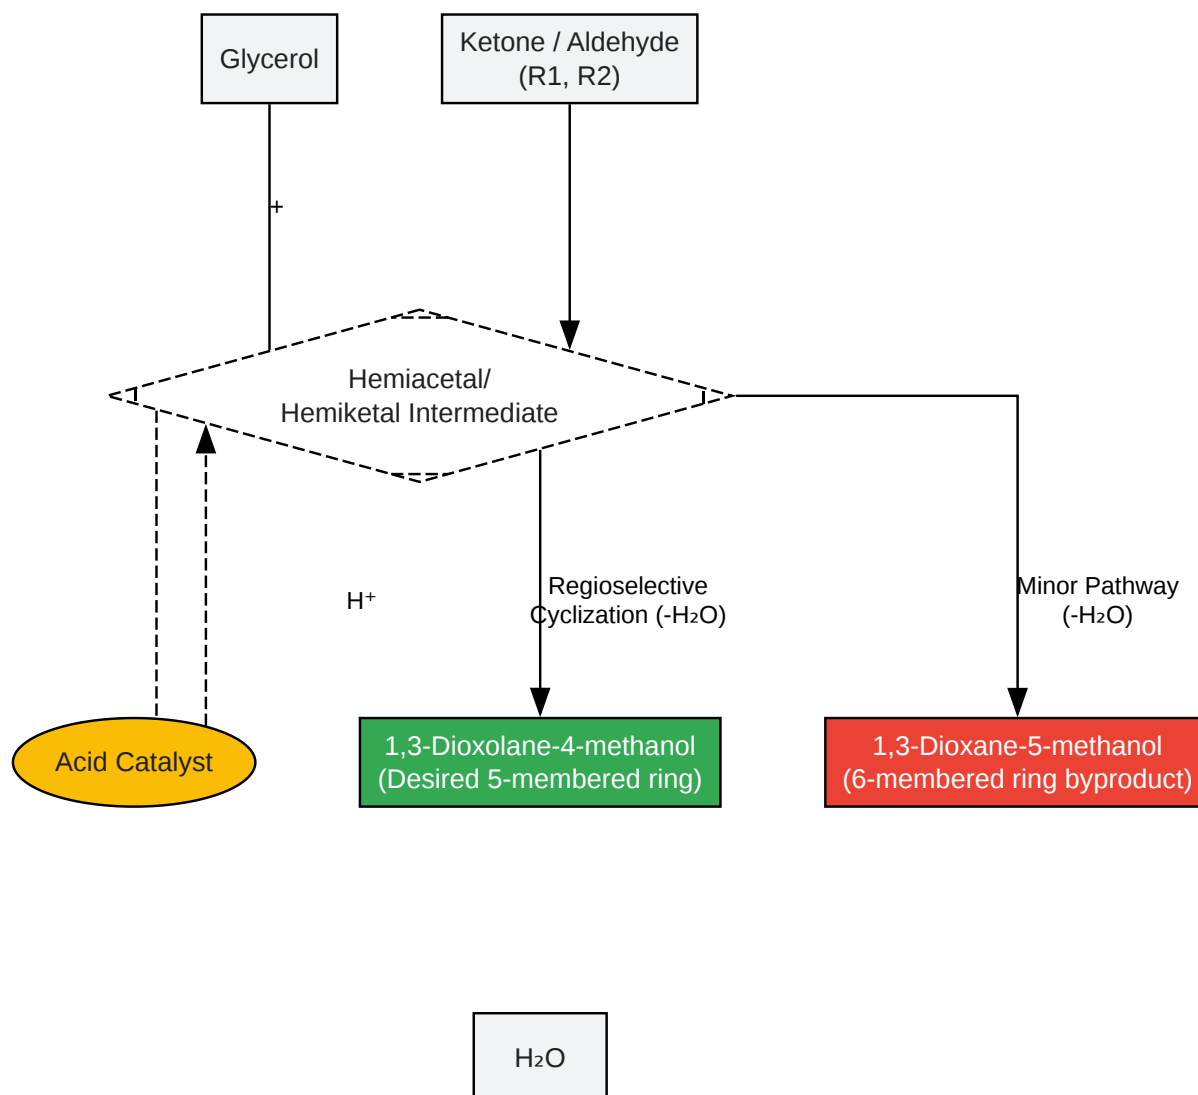 Glycerol
Ketone / Aldehyde
(R1, R2)
+
Hemiacetal/
Hemiketal Intermediate
H⁺
Regioselective
Cyclization (-H₂O)
Minor Pathway
(-H₂O)
Acid Catalyst
1,3-Dioxolane-4-methanol
(Desired 5-membered ring)
1,3-Dioxane-5-methanol
(6-membered ring byproduct)
H₂O